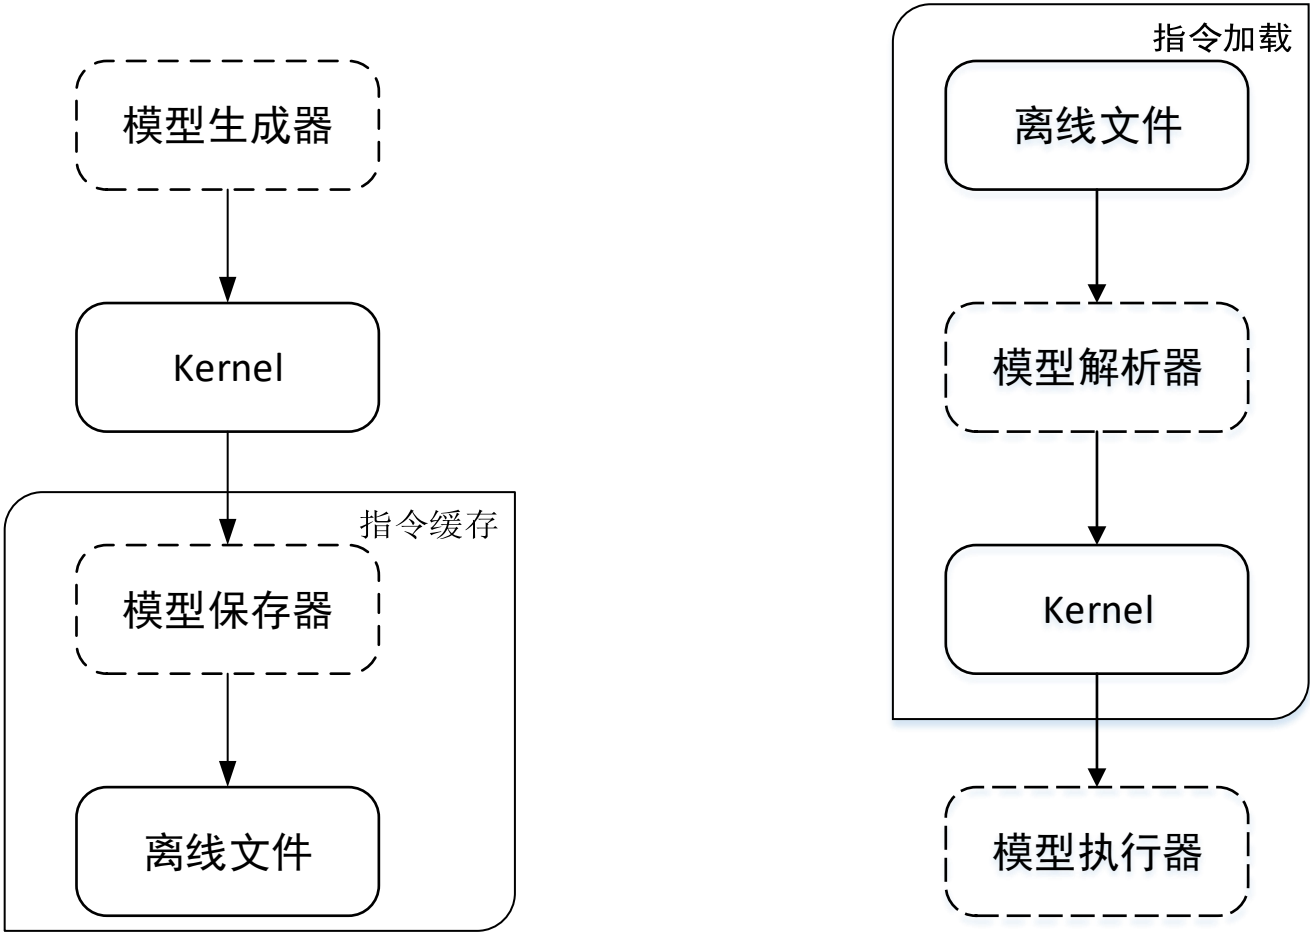 模型生成器
Kernel
指令缓存
模型保存器
离线文件
指令加载
离线文件
模型解析器
Kernel
模型执行器